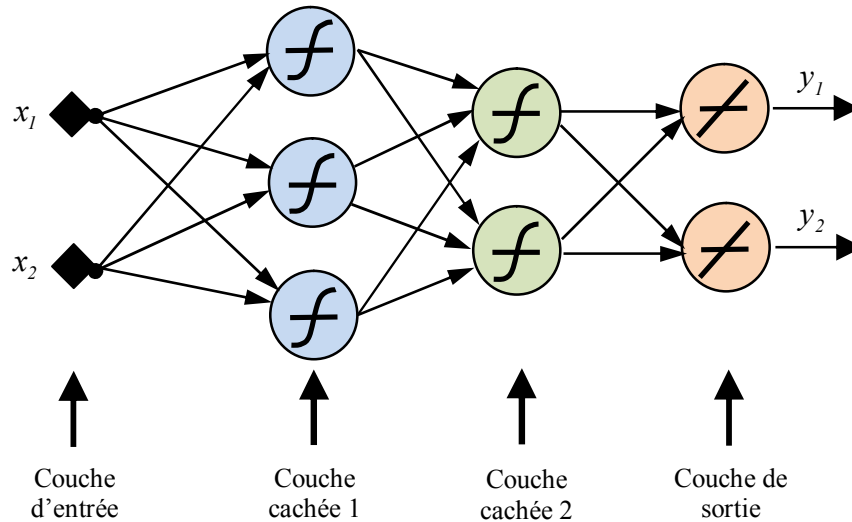 x1
x2
y1
y2
Couche
d’entrée
Couche
cachée 1
Couche
cachée 2
Couche de
sortie